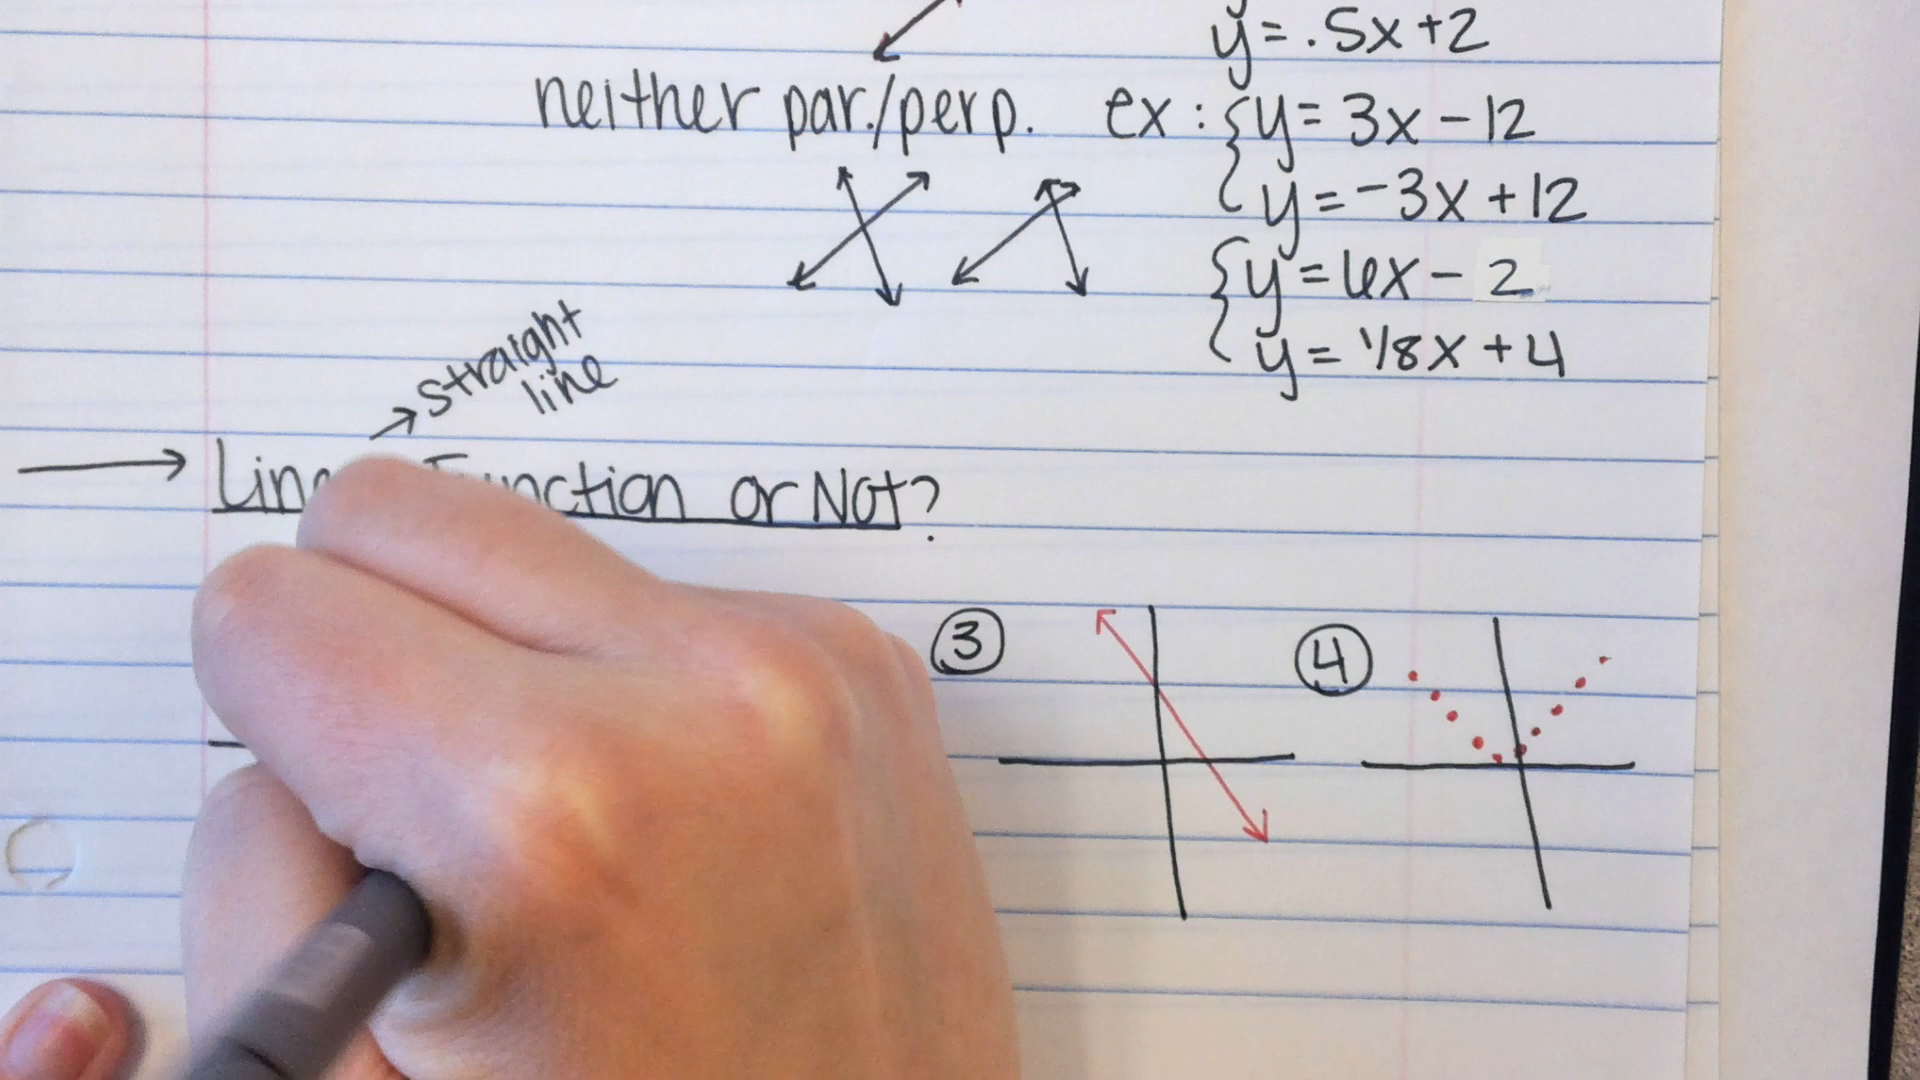 y = .5x + 2
neither par./perp. ex: {y = 3x - 12
{y = -3x + 12
{y = 6x - 2
{y = 1/8x + 4
straight
line
→ Function or Not?
3
4